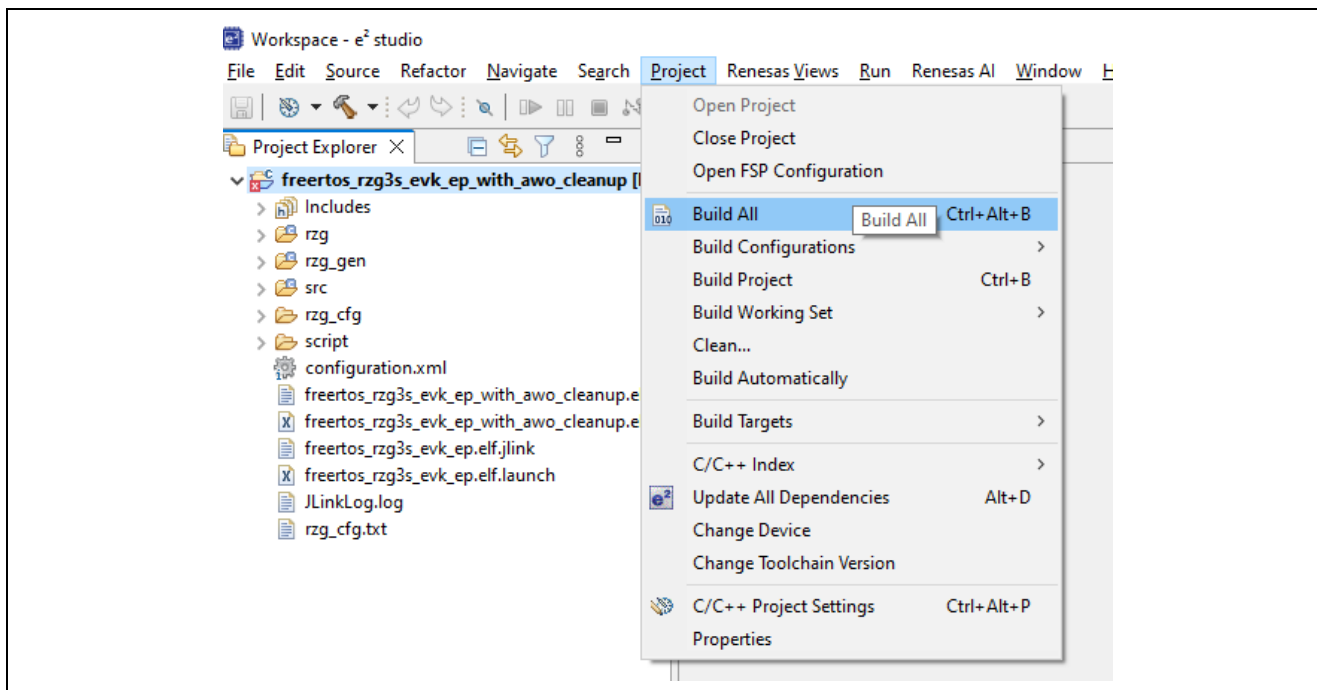 Workspace - e² studio
File Edit Source Refactor Navigate Search Project Renesas Views Run Renesas AI Window H
Project Explorer
freertos_rzg3s_evk_ep_with_awo_cleanup [
Includes
rzg
rzg_gen
src
rzg_cfg
script
configuration.xml
freertos_rzg3s_evk_ep_with_awo_cleanup.e
freertos_rzg3s_evk_ep_with_awo_cleanup.e
freertos_rzg3s_evk_ep.elf.jlink
freertos_rzg3s_evk_ep.elf.launch
JLinkLog.log
rzg_cfg.txt
Open Project
Close Project
Open FSP Configuration
010 Build All Build All Ctrl+Alt+B
Build Configurations
Build Project Ctrl+B
Build Working Set
Clean...
Build Automatically
Build Targets
C/C++ Index
e² Update All Dependencies Alt+D
Change Device
Change Toolchain Version
C/C++ Project Settings Ctrl+Alt+P
Properties